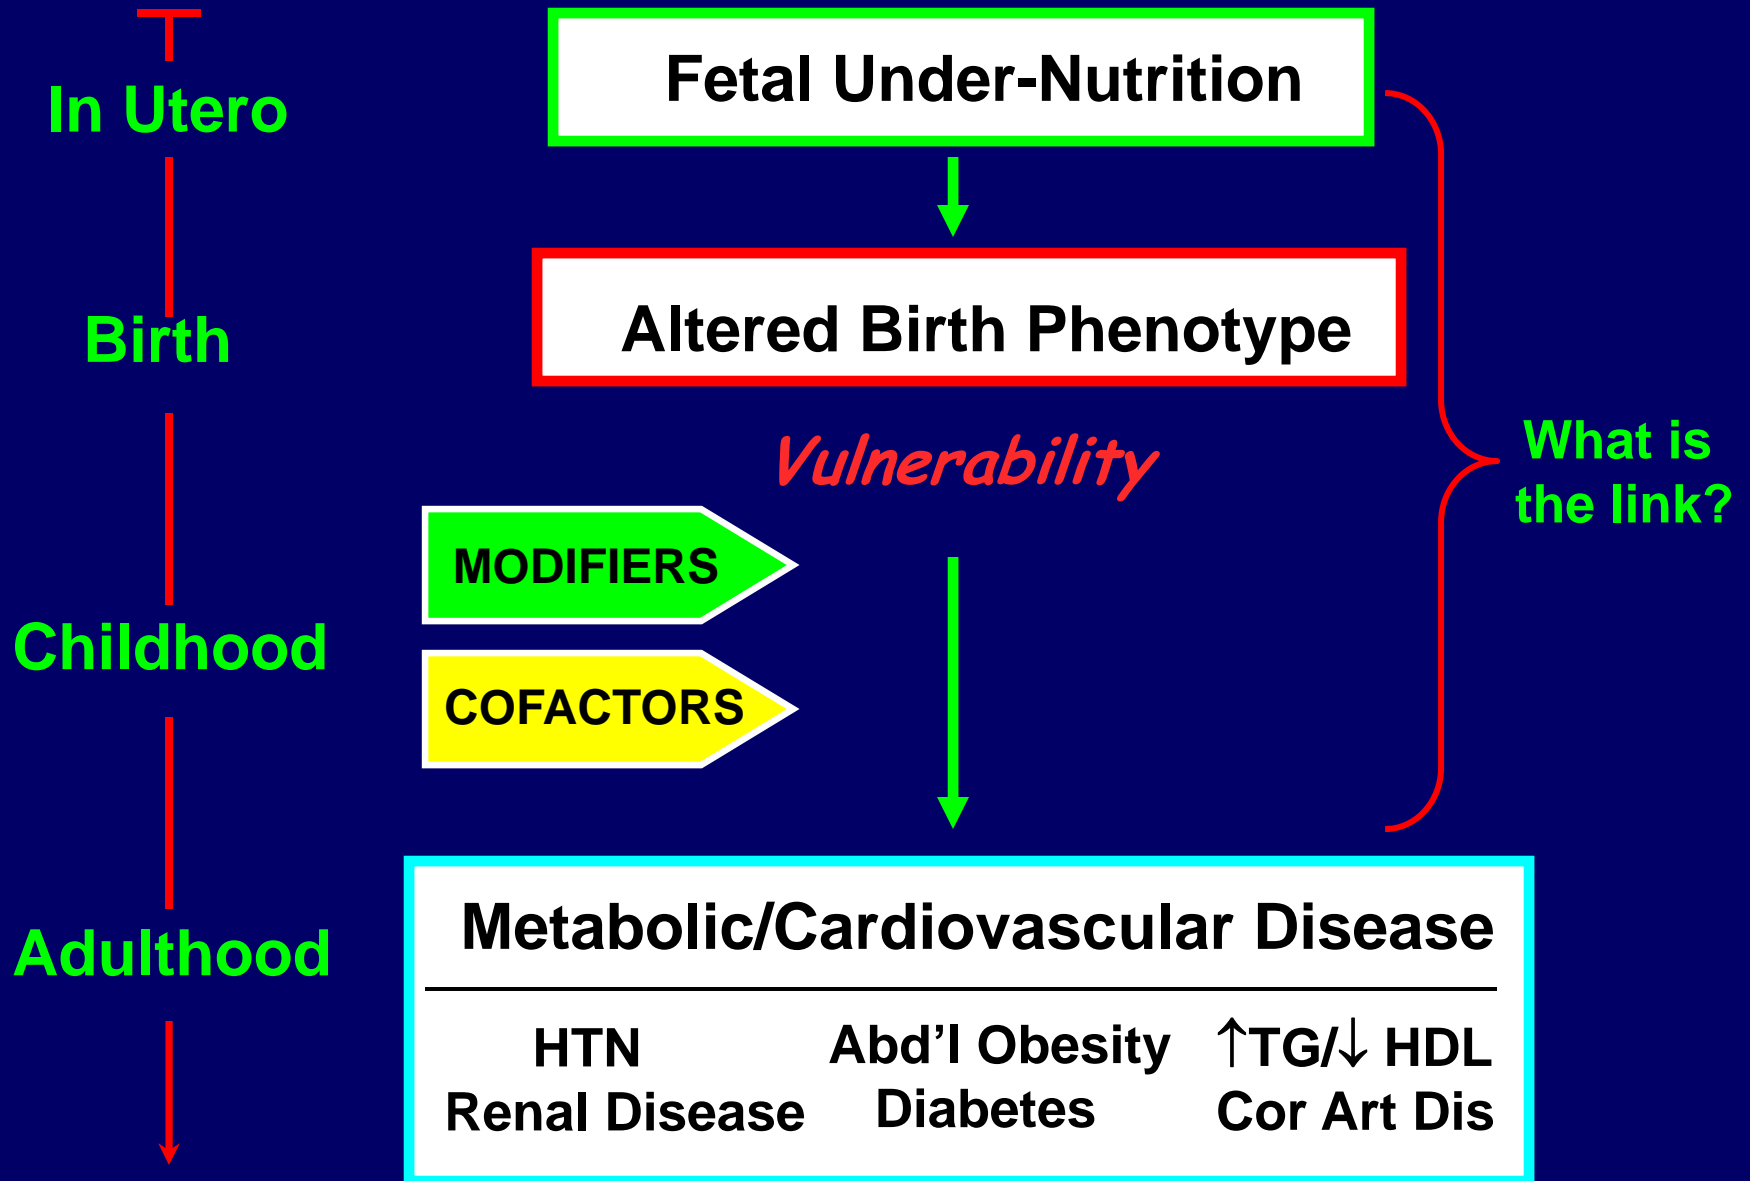 In Utero
Fetal Under-Nutrition
Birth
Altered Birth Phenotype
Vulnerability
What is
the link?
MODIFIERS
Childhood
COFACTORS
Adulthood
Metabolic/Cardiovascular Disease
HTN
Renal Disease
Abd’l Obesity
Diabetes
↑TG/↓ HDL
Cor Art Dis